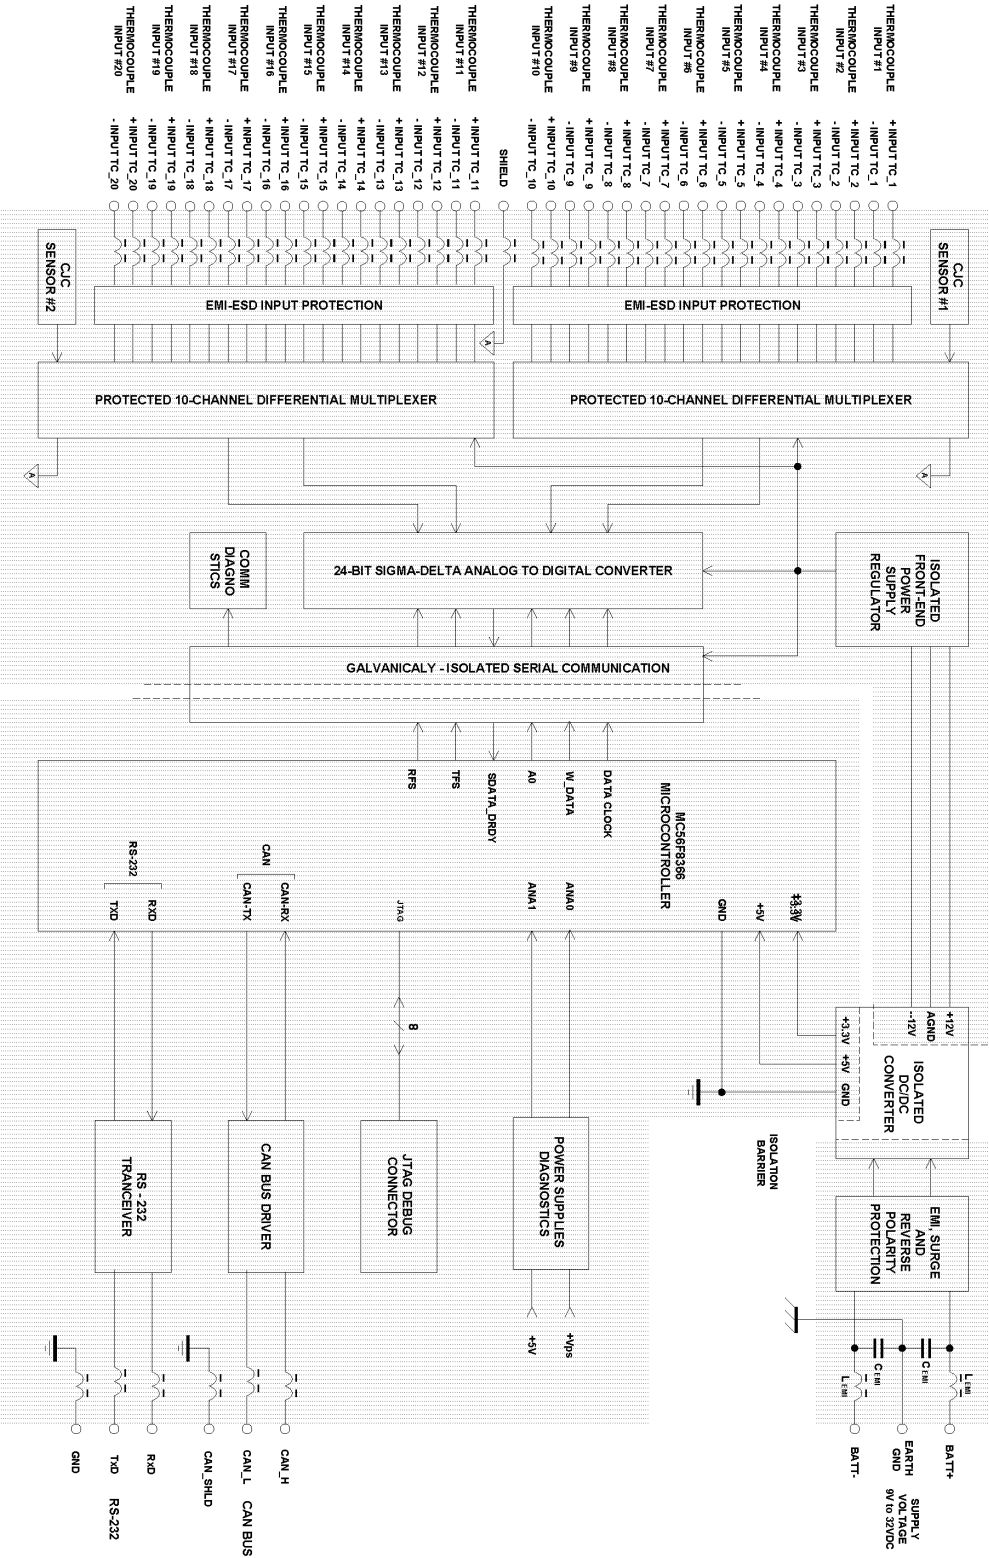 THERMOCOUPLE
INPUT #1
THERMOCOUPLE
INPUT #2
THERMOCOUPLE
INPUT #3
THERMOCOUPLE
INPUT #4
THERMOCOUPLE
INPUT #5
THERMOCOUPLE
INPUT #6
THERMOCOUPLE
INPUT #7
THERMOCOUPLE
INPUT #8
THERMOCOUPLE
INPUT #9
THERMOCOUPLE
INPUT #10
THERMOCOUPLE
INPUT #11
THERMOCOUPLE
INPUT #12
THERMOCOUPLE
INPUT #13
THERMOCOUPLE
INPUT #14
THERMOCOUPLE
INPUT #15
THERMOCOUPLE
INPUT #16
THERMOCOUPLE
INPUT #17
THERMOCOUPLE
INPUT #18
THERMOCOUPLE
INPUT #19
THERMOCOUPLE
INPUT #20
+ INPUT TC_1
- INPUT TC_1
+ INPUT TC_2
- INPUT TC_2
+ INPUT TC_3
- INPUT TC_3
+ INPUT TC_4
- INPUT TC_4
+ INPUT TC_5
- INPUT TC_5
+ INPUT TC_6
- INPUT TC_6
+ INPUT TC_7
- INPUT TC_7
+ INPUT TC_8
- INPUT TC_8
+ INPUT TC_9
- INPUT TC_9
+ INPUT TC_10
- INPUT TC_10
SHIELD
+ INPUT TC_11
- INPUT TC_11
+ INPUT TC_12
- INPUT TC_12
+ INPUT TC_13
- INPUT TC_13
+ INPUT TC_14
- INPUT TC_14
+ INPUT TC_15
- INPUT TC_15
+ INPUT TC_16
- INPUT TC_16
+ INPUT TC_17
- INPUT TC_17
+ INPUT TC_18
- INPUT TC_18
+ INPUT TC_19
- INPUT TC_19
+ INPUT TC_20
- INPUT TC_20
CJC
SENSOR #1
CJC
SENSOR #2
EMI-ESD INPUT PROTECTION
EMI-ESD INPUT PROTECTION
A
PROTECTED 10-CHANNEL DIFFERENTIAL MULTIPLEXER
PROTECTED 10-CHANNEL DIFFERENTIAL MULTIPLEXER
A
A
ISOLATED
FRONT-END
POWER
SUPPLY
REGULATOR
24-BIT SIGMA-DELTA ANALOG TO DIGITAL CONVERTER
COMM
DIAGNO
STICS
GALVANICALY - ISOLATED SERIAL COMMUNICATION
DATA CLOCK
W_DATA
A0
SDATA_DRDY
TFS
RFS
MC56F8366
MICROCONTROLLER
+3.3V
+5V
GND
ANA0
ANA1
JTAG
CAN
CAN-RX
CAN-TX
RS-232
RXD
TXD
8
+12V
AGND
--12V
+3.3V
+5V
GND
ISOLATED
DC/DC
CONVERTER
ISOLATION
BARRIER
EMI, SURGE
AND
REVERSE
POLARITY
PROTECTION
POWER SUPPLIES
DIAGNOSTICS
JTAG DEBUG
CONNECTOR
CAN BUS DRIVER
RS - 232
TRANCEIVER
+Vps
+5V
L EMI
C EMI
C EMI
L EMI
BATT+
EARTH
GND
BATT-
SUPPLY
VOLTAGE
9V to 32VDC
CAN_H
CAN_L
CAN_SHLD
CAN BUS
RxD
TxD
GND
RS-232